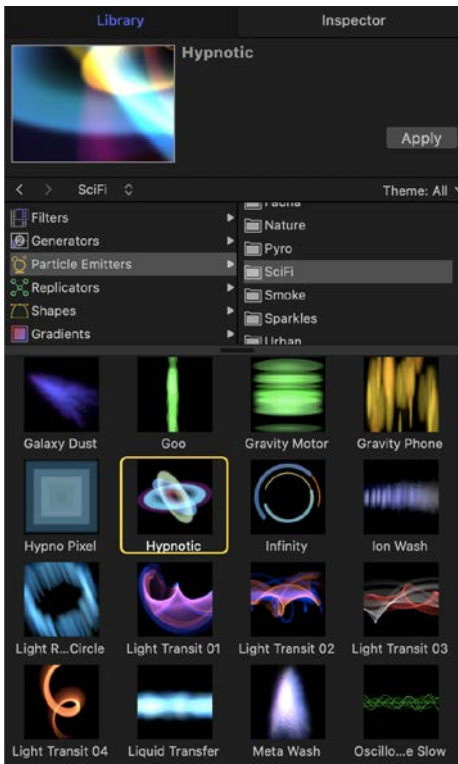 Library Inspector
Hypnotic
Apply
SciFi Theme: All
Filters
Generators
Particle Emitters
Replicators
Shapes
Gradients
Nature
Pyro
SciFi
Smoke
Sparkles
Urban
Galaxy Dust Goo Gravity Motor Gravity Phone
Hypno Pixel Hypnotic Infinity Ion Wash
Light R...Circle Light Transit 01 Light Transit 02 Light Transit 03
Light Transit 04 Liquid Transfer Meta Wash Oscillo...e Slow